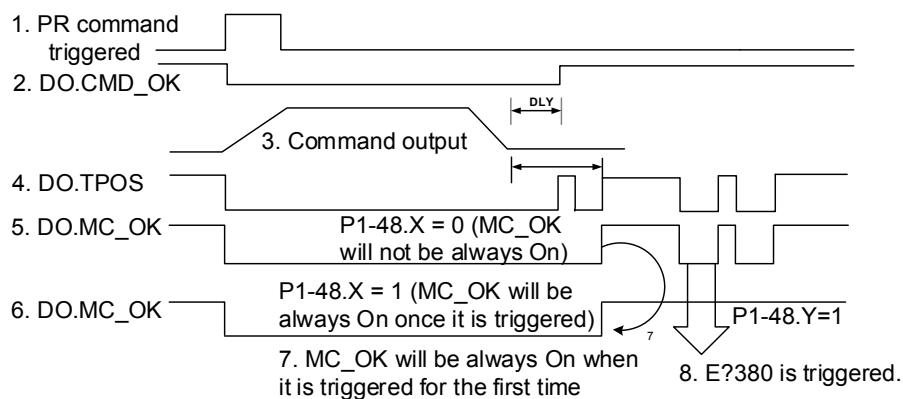 1. PR command
triggered
2. DO.CMD_OK
DLY
3. Command output
4. DO.TPOS
5. DO.MC_OK
P1-48.X = 0 (MC_OK
will not be always On)
P1-48.X = 1 (MC_OK will be
always On once it is triggered)
6. DO.MC_OK
7
P1-48.Y=1
7. MC_OK will be always On when
it is triggered for the first time
8. E?380 is triggered.